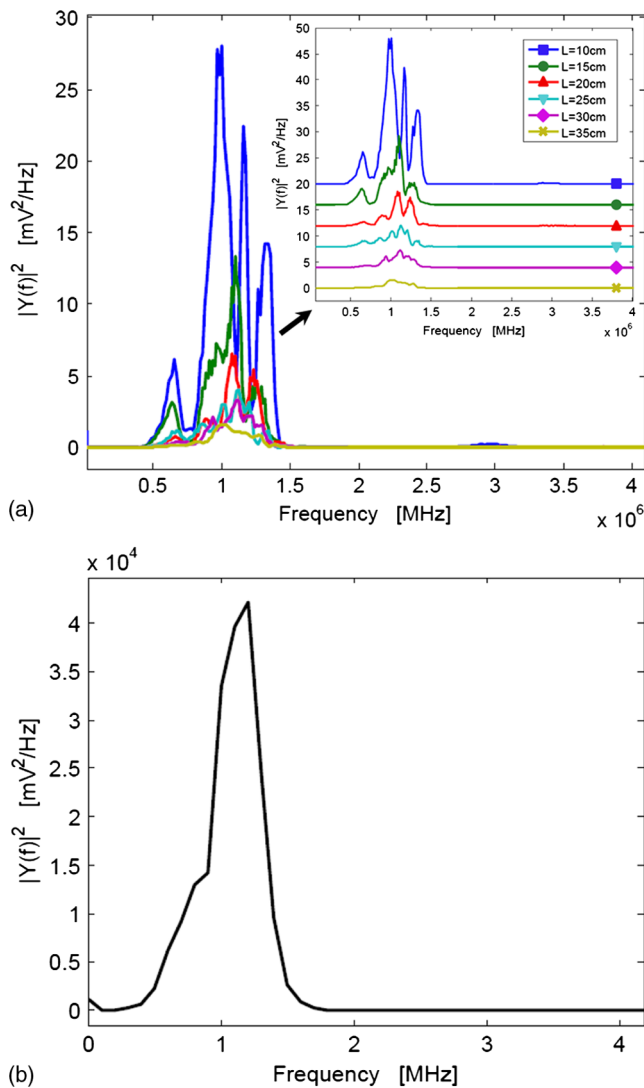 30
25
20
15
10
5
0
|Y(f)|² [mV²/Hz]
0.5 1 1.5 2 2.5 3 3.5 4
Frequency [MHz]
x 10⁶
50
45
40
35
30
25
20
15
10
5
0
|Y(f)|² [mV²/Hz]
L=10cm
L=15cm
L=20cm
L=25cm
L=30cm
L=35cm
0.5 1 1.5 2 2.5 3 3.5 4
Frequency [MHz]
x 10⁶
(a)
x 10⁴
4
3.5
3
2.5
2
1.5
1
0.5
0
|Y(f)|² [mV²/Hz]
0 1 2 3 4
Frequency [MHz]
(b)